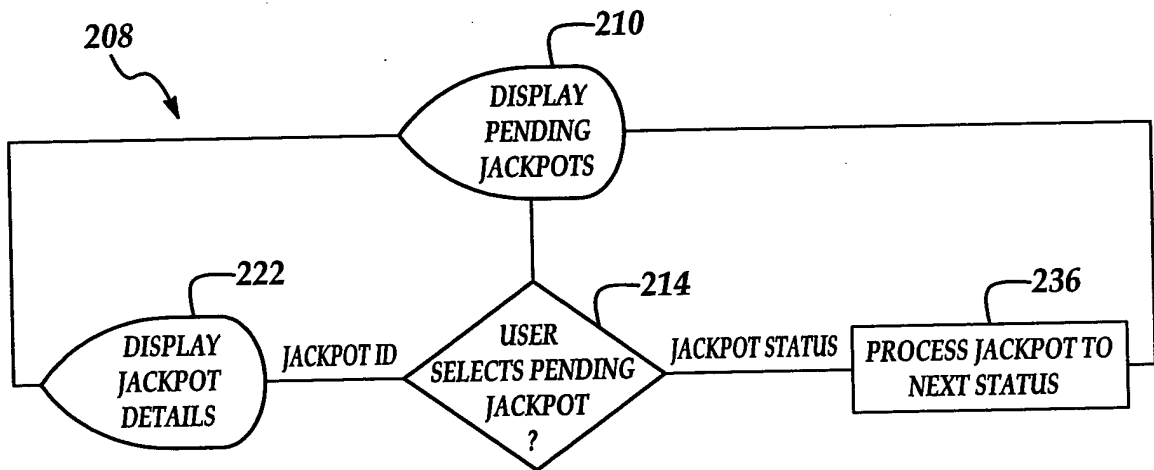 208
210
DISPLAY
PENDING
JACKPOTS
222
DISPLAY
JACKPOT
DETAILS
JACKPOT ID
214
USER
SELECTS PENDING
JACKPOT
?
JACKPOT STATUS
236
PROCESS JACKPOT TO
NEXT STATUS